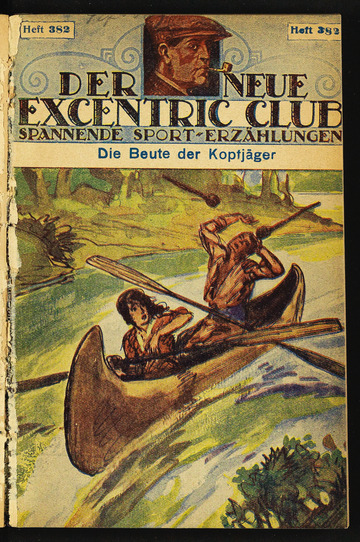 Heft 382
Heft 382
DER NEUE
EXCENTRIC CLUB
SPANNENDE SPORT-ERZÄHLUNGEN
Die Beute der Kopfjäger